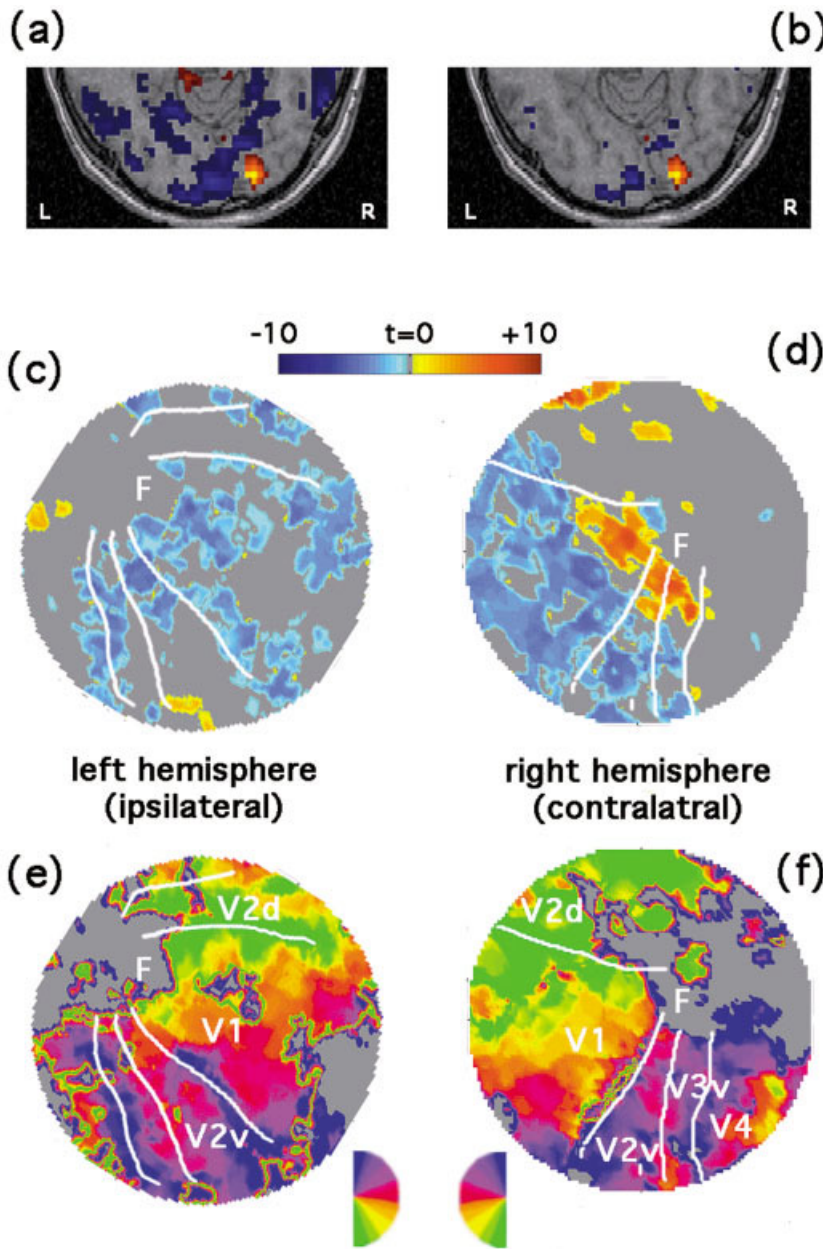 (a) (b)
L R L R
-10 t=0 +10
(c) (d)
F F
left hemisphere right hemisphere
(ipsilateral) (contralatral)
(e) (f)
V2d V2d
F F
V1 V1
V3v
V2v V2v V4